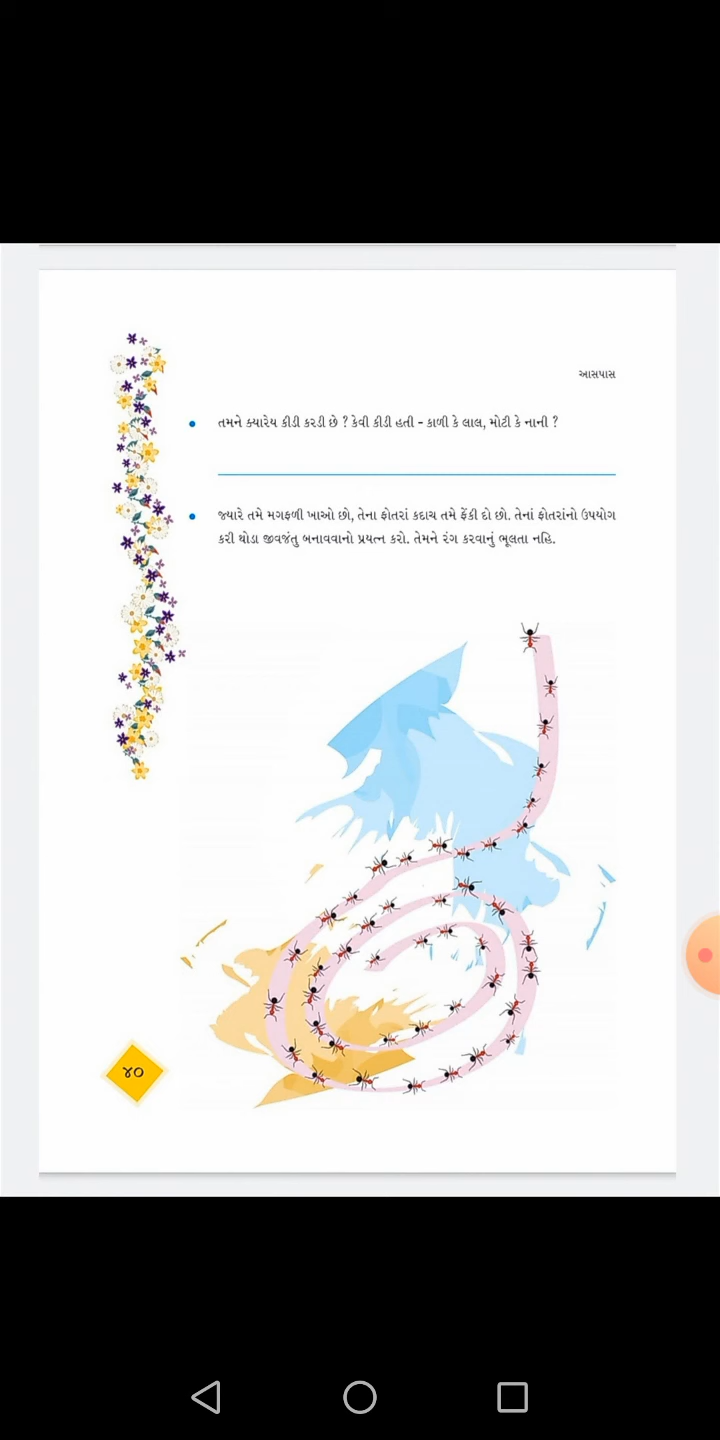 આસપાસ
તમને ક્યારેય કીડી કરડી છે ? કેવી કીડી હતી – કાળી કે લાલ, મોટી કે નાની ?
જ્યારે તમે મગફળી ખાઓ છો, તેના ફોતરાં કદાચ તમે ફેંકી દો છો. તેનાં ફોતરાંનો ઉપયોગ
કરી થોડા જીવજંતુ બનાવવાનો પ્રયત્ન કરો. તેમને રંગ કરવાનું ભૂલતા નહિ.
૪૦